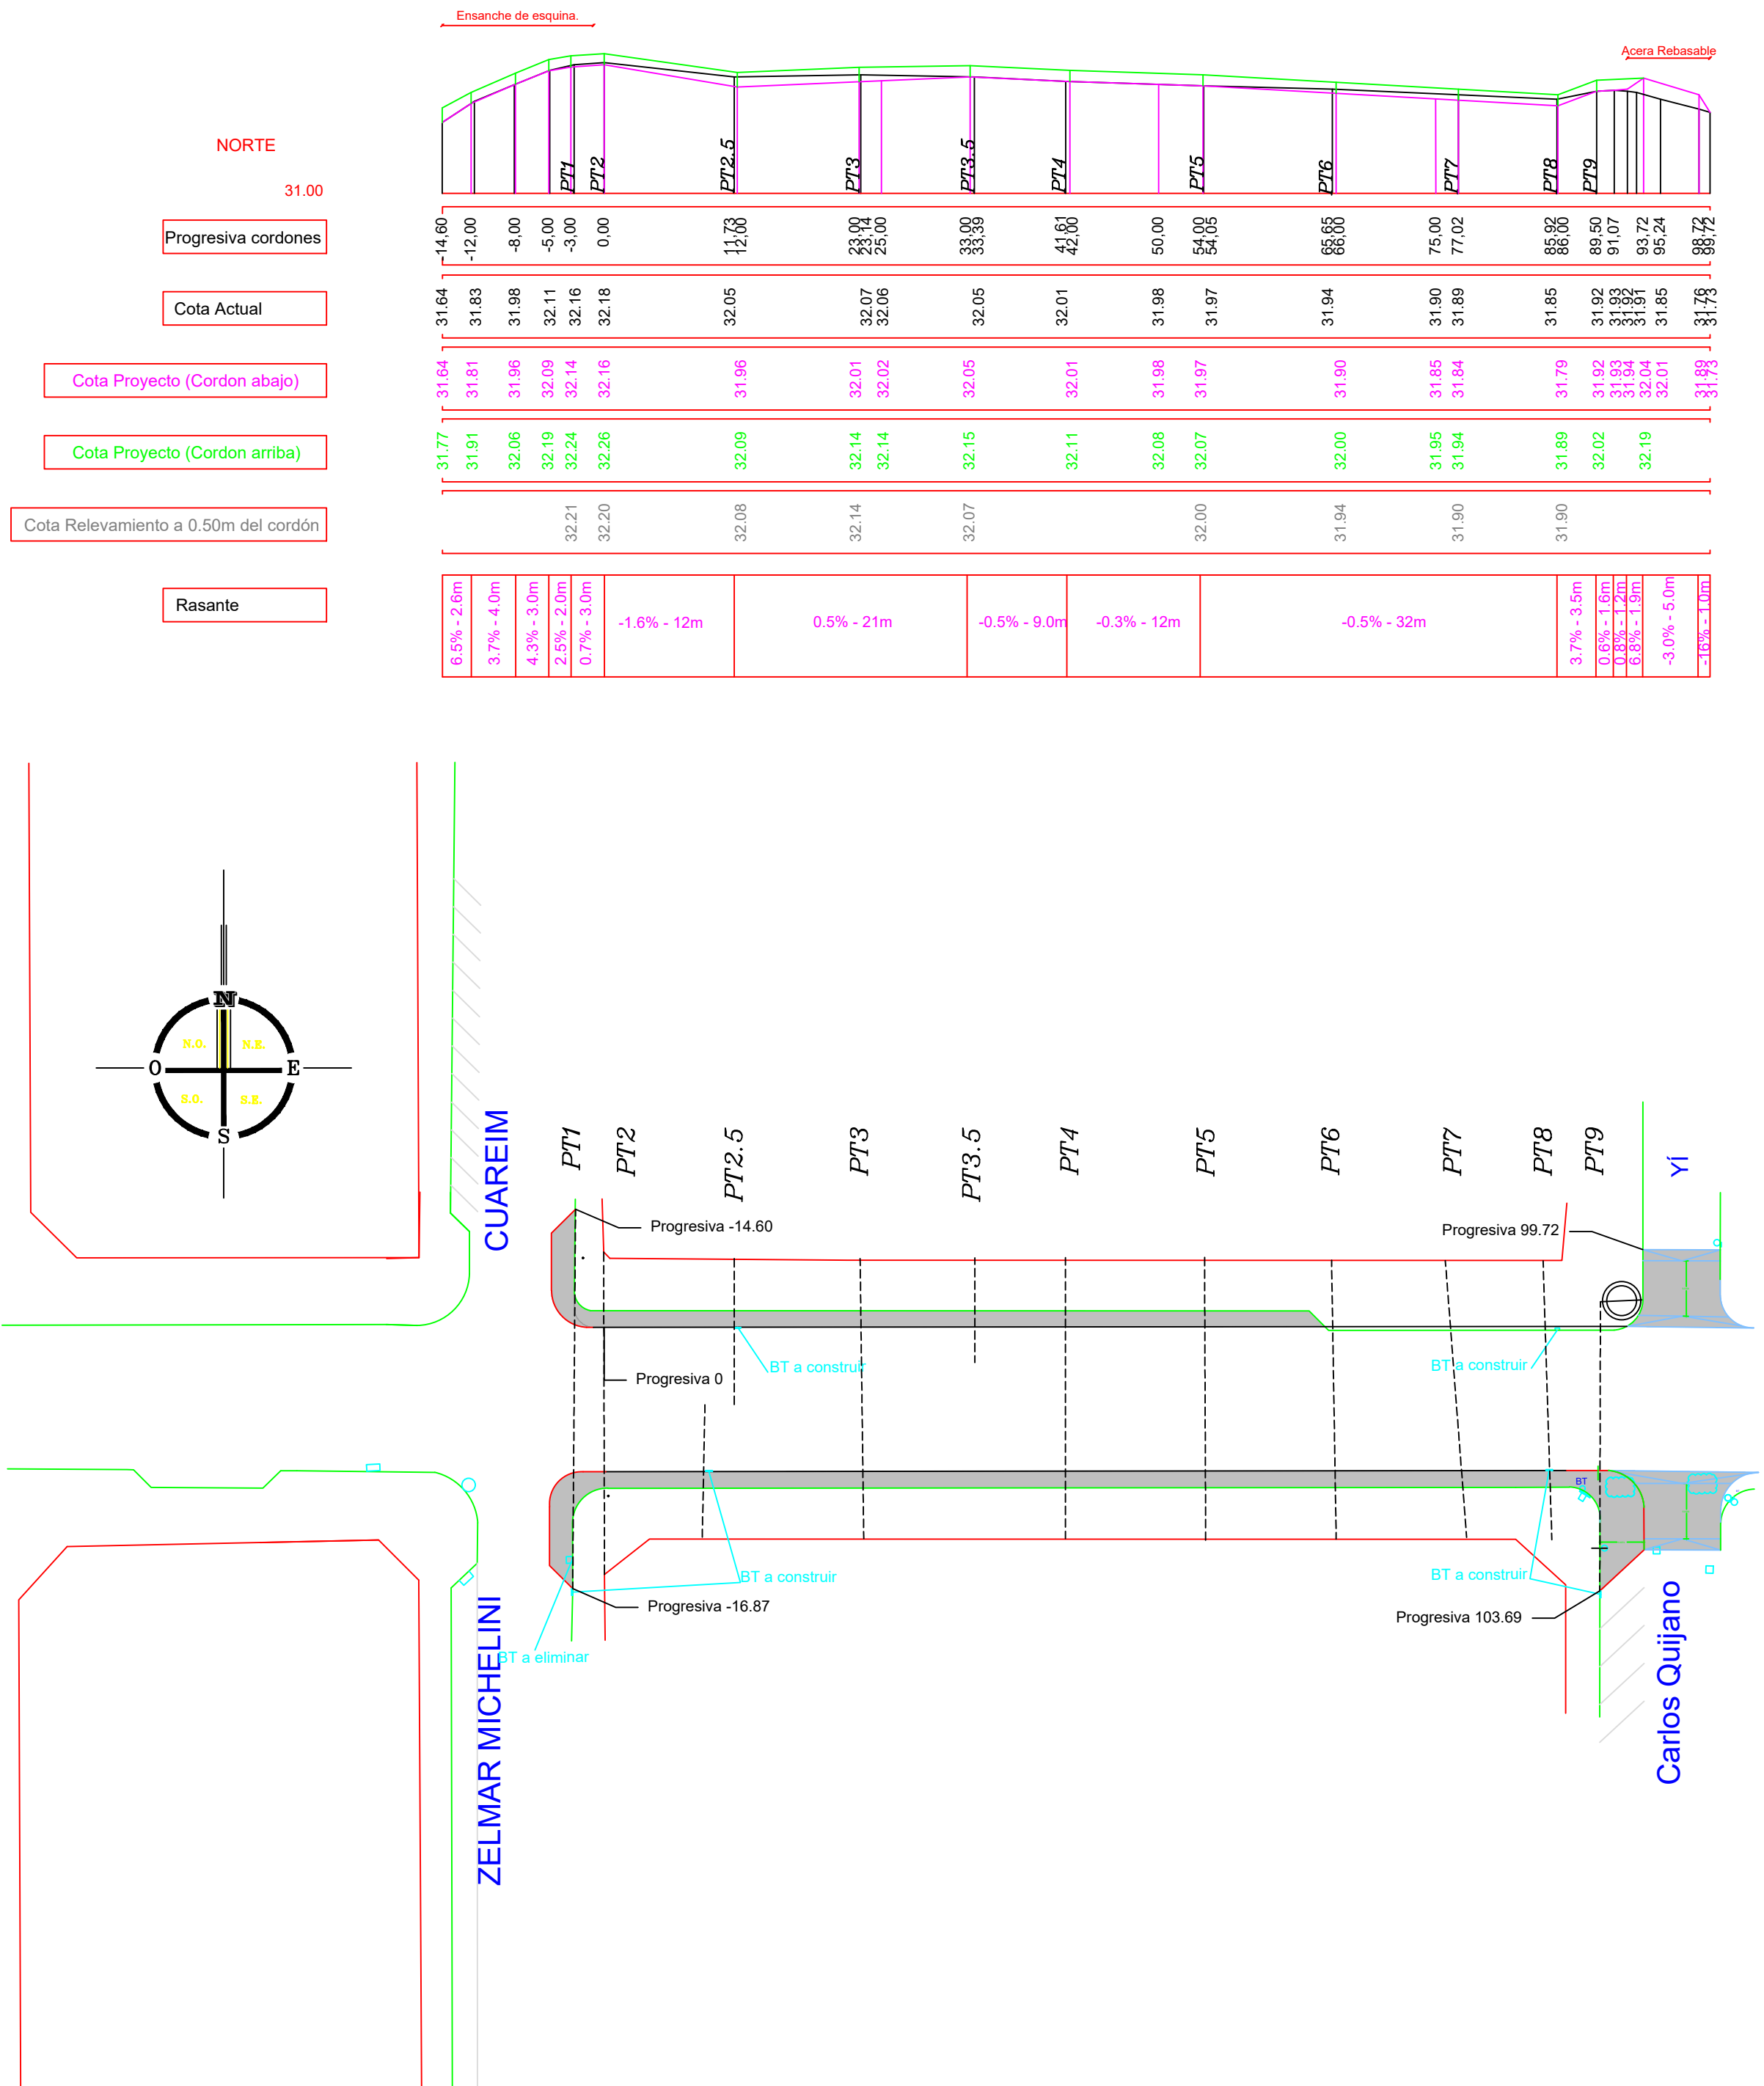 Ensanche de esquina.
Acera Rebasable
NORTE
31.00
PT1 PT2 PT2.5 PT3 PT3.5 PT4 PT5 PT6 PT7 PT8 PT9
Progresiva cordones
-14,60 -12,00 -8,00 -5,00 -3,00 0,00 11,73 12,00 23,00 23,14 25,00 33,00 33,39 41,61 42,00 50,00 54,00 54,05 65,65 66,00 75,00 77,02 85,92 86,00 89,50 91,07 93,72 95,24 98,72 99,72
Cota Actual
31.64 31.83 31.98 32.11 32.16 32.18 32.05 32.07 32.06 32.05 32.01 31.98 31.97 31.94 31.90 31.89 31.85 31.92 31.93 31.92 31.91 31.85 31.76 31.73
Cota Proyecto (Cordon abajo)
31.64 31.81 31.96 32.09 32.14 32.16 31.96 32.01 32.02 32.05 32.01 31.98 31.97 31.90 31.85 31.84 31.79 31.92 31.93 31.94 32.04 32.01 31.89 31.73
Cota Proyecto (Cordon arriba)
31.77 31.91 32.06 32.19 32.24 32.26 32.09 32.14 32.14 32.15 32.11 32.08 32.07 32.00 31.95 31.94 31.89 32.02 32.19
Cota Relevamiento a 0.50m del cordón
32.21 32.20 32.08 32.14 32.07 32.00 31.94 31.90 31.90
Rasante
6.5% - 2.6m 3.7% - 4.0m 4.3% - 3.0m 2.5% - 2.0m 0.7% - 3.0m -1.6% - 12m 0.5% - 21m -0.5% - 9.0m -0.3% - 12m -0.5% - 32m 3.7% - 3.5m 0.6% - 1.6m 0.8% - 1.2m 6.8% - 1.9m -3.0% - 5.0m -16% - 1.0m
N
N.O. N.E.
O E
S.O. S.E.
S
CUAREIM
PT1 PT2 PT2.5 PT3 PT3.5 PT4 PT5 PT6 PT7 PT8 PT9
YÍ
Progresiva -14.60
Progresiva 99.72
BT a construir
BT a construir
Progresiva 0
BT
BT a construir
BT a construir
Progresiva -16.87
Progresiva 103.69
BT a eliminar
ZELMAR MICHELINI
Carlos Quijano